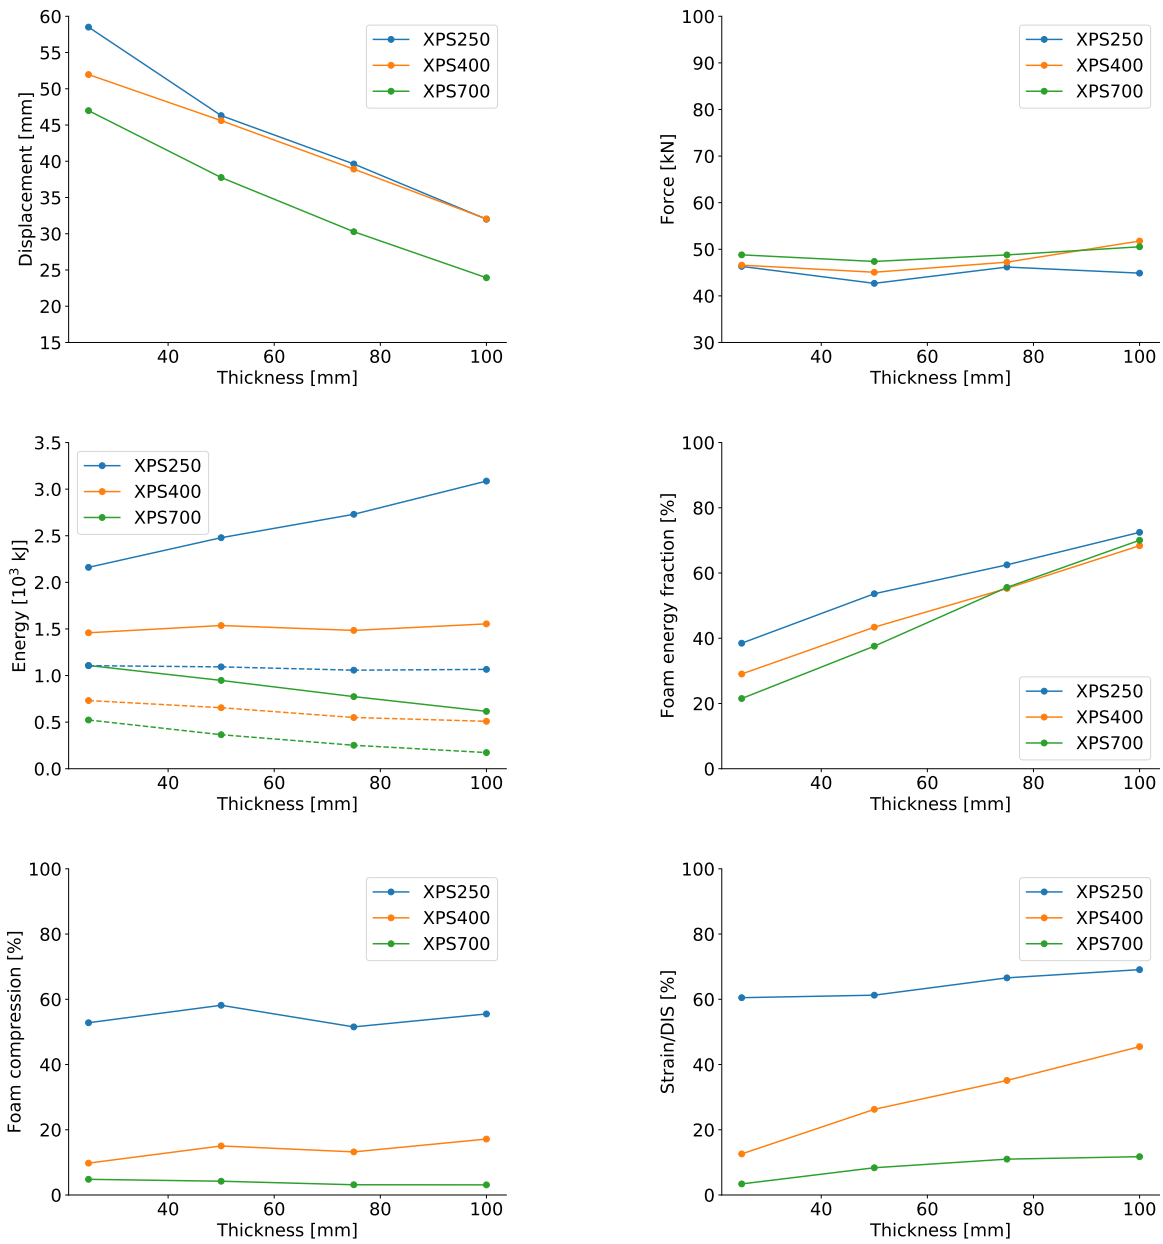 60
55
50
45
40
35
30
25
20
15
Displacement [mm]
XPS250
XPS400
XPS700
40 60 80 100
Thickness [mm]
100
90
80
70
60
50
40
30
Force [kN]
XPS250
XPS400
XPS700
40 60 80 100
Thickness [mm]
3.5
3.0
2.5
2.0
1.5
1.0
0.5
0.0
Energy [10³ kJ]
XPS250
XPS400
XPS700
40 60 80 100
Thickness [mm]
100
80
60
40
20
0
Foam energy fraction [%]
XPS250
XPS400
XPS700
40 60 80 100
Thickness [mm]
100
80
60
40
20
0
Foam compression [%]
XPS250
XPS400
XPS700
40 60 80 100
Thickness [mm]
100
80
60
40
20
0
Strain/DIS [%]
XPS250
XPS400
XPS700
40 60 80 100
Thickness [mm]